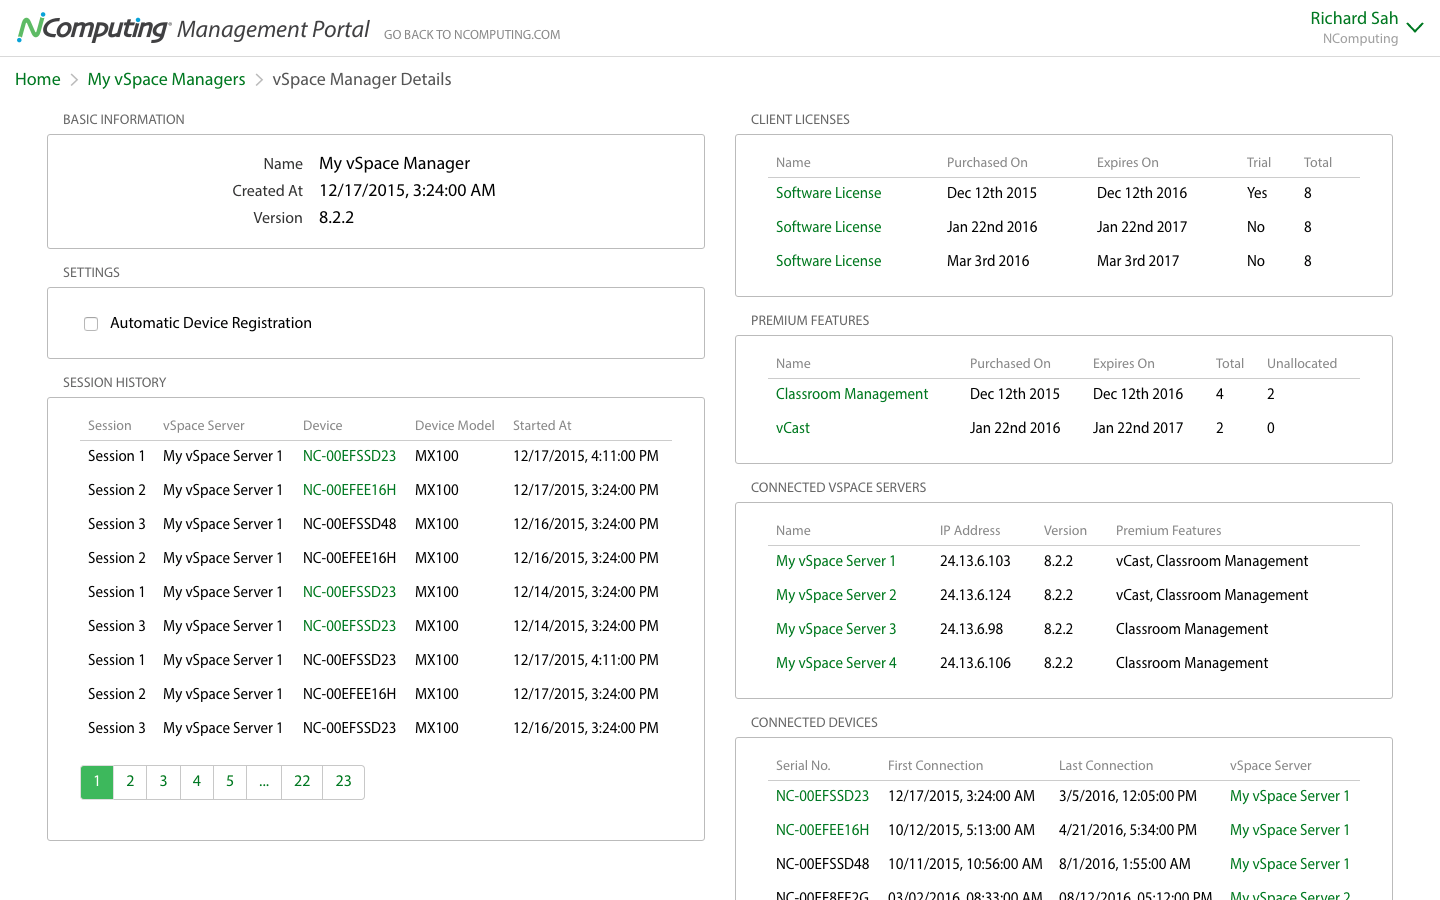 NComputing Management Portal GO BACK TO NCOMPUTING.COM
Richard Sah
NComputing
Home My vSpace Managers vSpace Manager Details
BASIC INFORMATION
Name My vSpace Manager
Created At 12/17/2015, 3:24:00 AM
Version 8.2.2
SETTINGS
Automatic Device Registration
SESSION HISTORY
Session vSpace Server Device Device Model Started At
Session 1 My vSpace Server 1 NC-00EFSSD23 MX100 12/17/2015, 4:11:00 PM
Session 2 My vSpace Server 1 NC-00EFEE16H MX100 12/17/2015, 3:24:00 PM
Session 3 My vSpace Server 1 NC-00EFSSD48 MX100 12/16/2015, 3:24:00 PM
Session 2 My vSpace Server 1 NC-00EFEE16H MX100 12/16/2015, 3:24:00 PM
Session 1 My vSpace Server 1 NC-00EFSSD23 MX100 12/14/2015, 3:24:00 PM
Session 3 My vSpace Server 1 NC-00EFSSD23 MX100 12/14/2015, 3:24:00 PM
Session 1 My vSpace Server 1 NC-00EFSSD23 MX100 12/17/2015, 4:11:00 PM
Session 2 My vSpace Server 1 NC-00EFEE16H MX100 12/17/2015, 3:24:00 PM
Session 3 My vSpace Server 1 NC-00EFSSD23 MX100 12/16/2015, 3:24:00 PM
1 2 3 4 5 ... 22 23
CLIENT LICENSES
Name Purchased On Expires On Trial Total
Software License Dec 12th 2015 Dec 12th 2016 Yes 8
Software License Jan 22nd 2016 Jan 22nd 2017 No 8
Software License Mar 3rd 2016 Mar 3rd 2017 No 8
PREMIUM FEATURES
Name Purchased On Expires On Total Unallocated
Classroom Management Dec 12th 2015 Dec 12th 2016 4 2
vCast Jan 22nd 2016 Jan 22nd 2017 2 0
CONNECTED VSPACE SERVERS
Name IP Address Version Premium Features
My vSpace Server 1 24.13.6.103 8.2.2 vCast, Classroom Management
My vSpace Server 2 24.13.6.124 8.2.2 vCast, Classroom Management
My vSpace Server 3 24.13.6.98 8.2.2 Classroom Management
My vSpace Server 4 24.13.6.106 8.2.2 Classroom Management
CONNECTED DEVICES
Serial No. First Connection Last Connection vSpace Server
NC-00EFSSD23 12/17/2015, 3:24:00 AM 3/5/2016, 12:05:00 PM My vSpace Server 1
NC-00EFEE16H 10/12/2015, 5:13:00 AM 4/21/2016, 5:34:00 PM My vSpace Server 1
NC-00EFSSD48 10/11/2015, 10:56:00 AM 8/1/2016, 1:55:00 AM My vSpace Server 1
03/02/2016, 08:33:00 AM 08/12/2016, 05:12:00 PM My vSpace Server 2